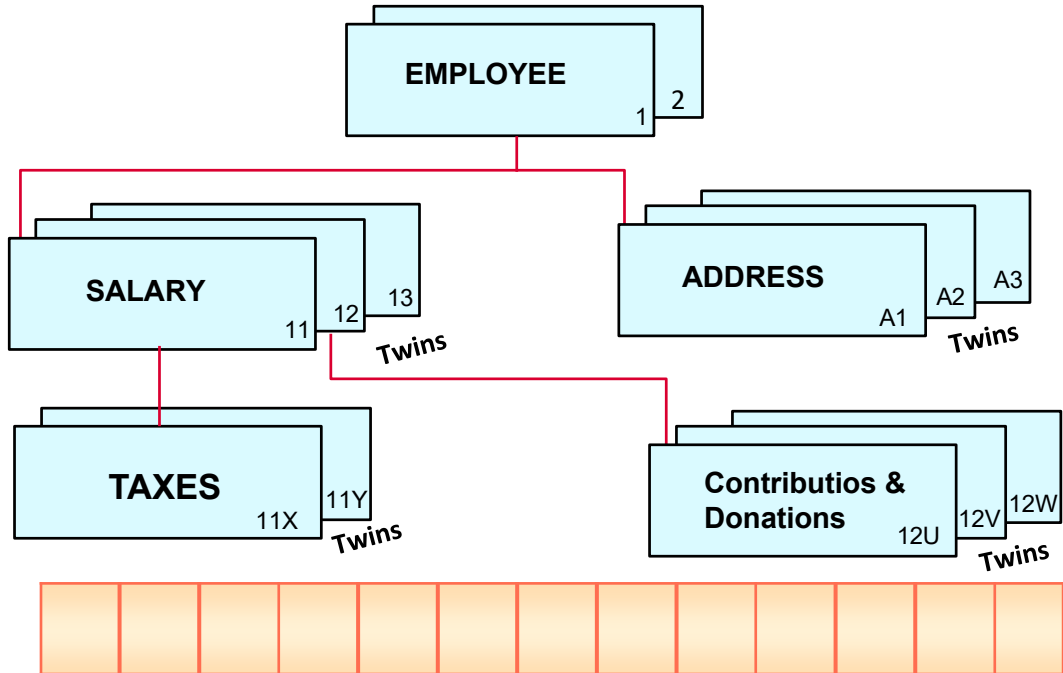 EMPLOYEE
1
2
SALARY
11
12
13
Twins
ADDRESS
A1
A2
A3
Twins
TAXES
11X
11Y
Twins
Contributios &
Donations
12U
12V
12W
Twins